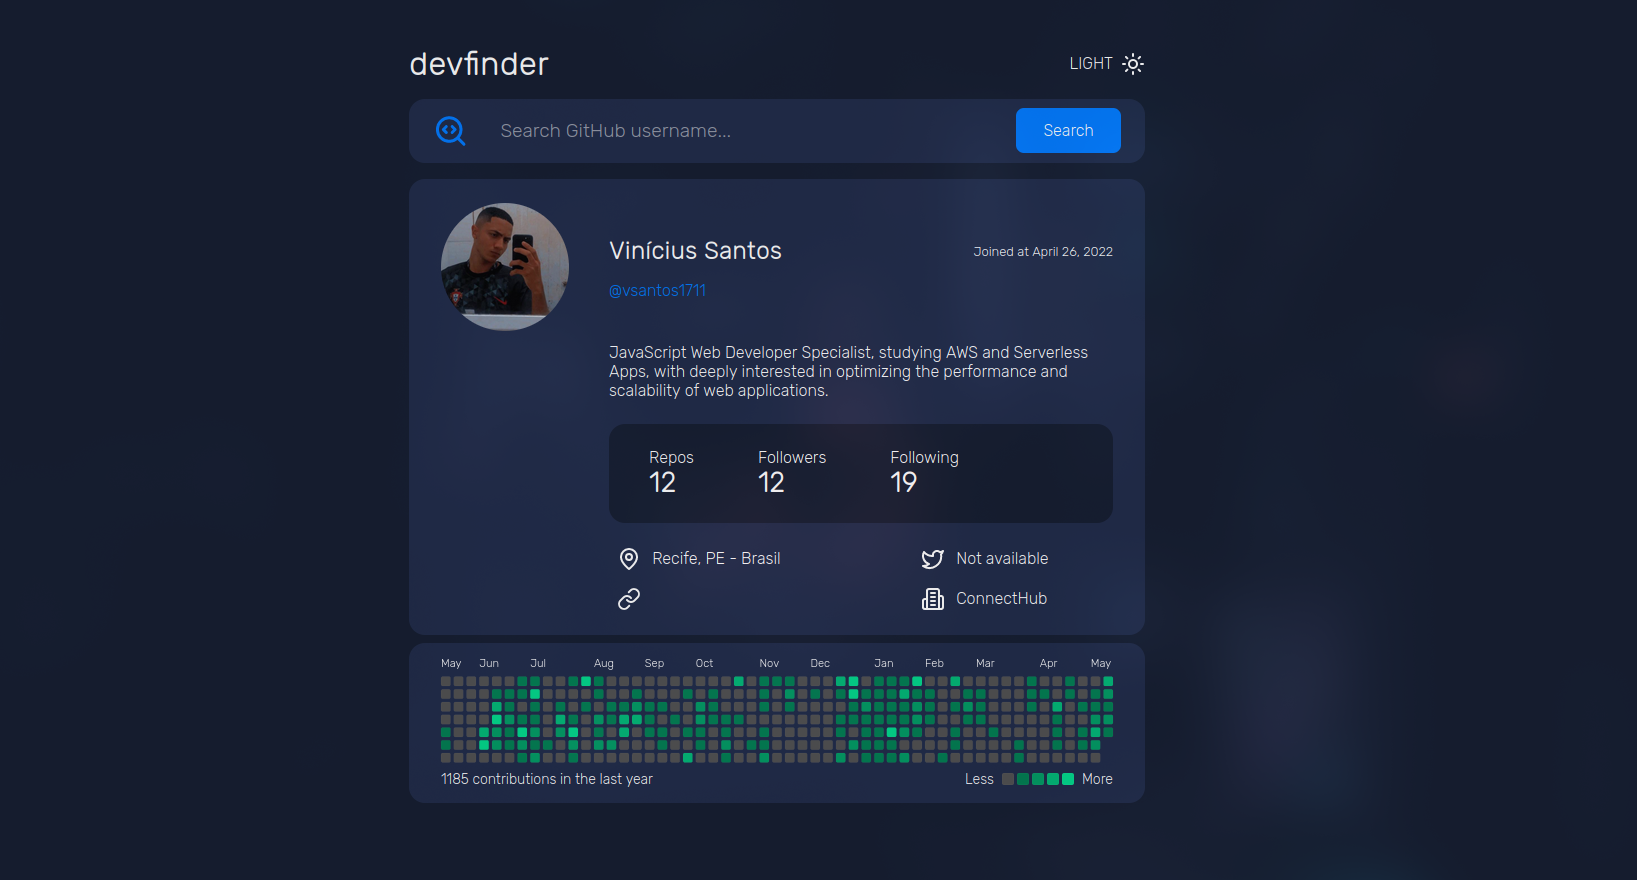 devfinder
LIGHT
Search GitHub username...
Search
Vinícius Santos
Joined at April 26, 2022
@vsantos1711
JavaScript Web Developer Specialist, studying AWS and Serverless
Apps, with deeply interested in optimizing the performance and
scalability of web applications.
Repos Followers Following
12 12 19
Recife, PE - Brasil
Not available
ConnectHub
May Jun Jul Aug Sep Oct Nov Dec Jan Feb Mar Apr May
1185 contributions in the last year
Less More